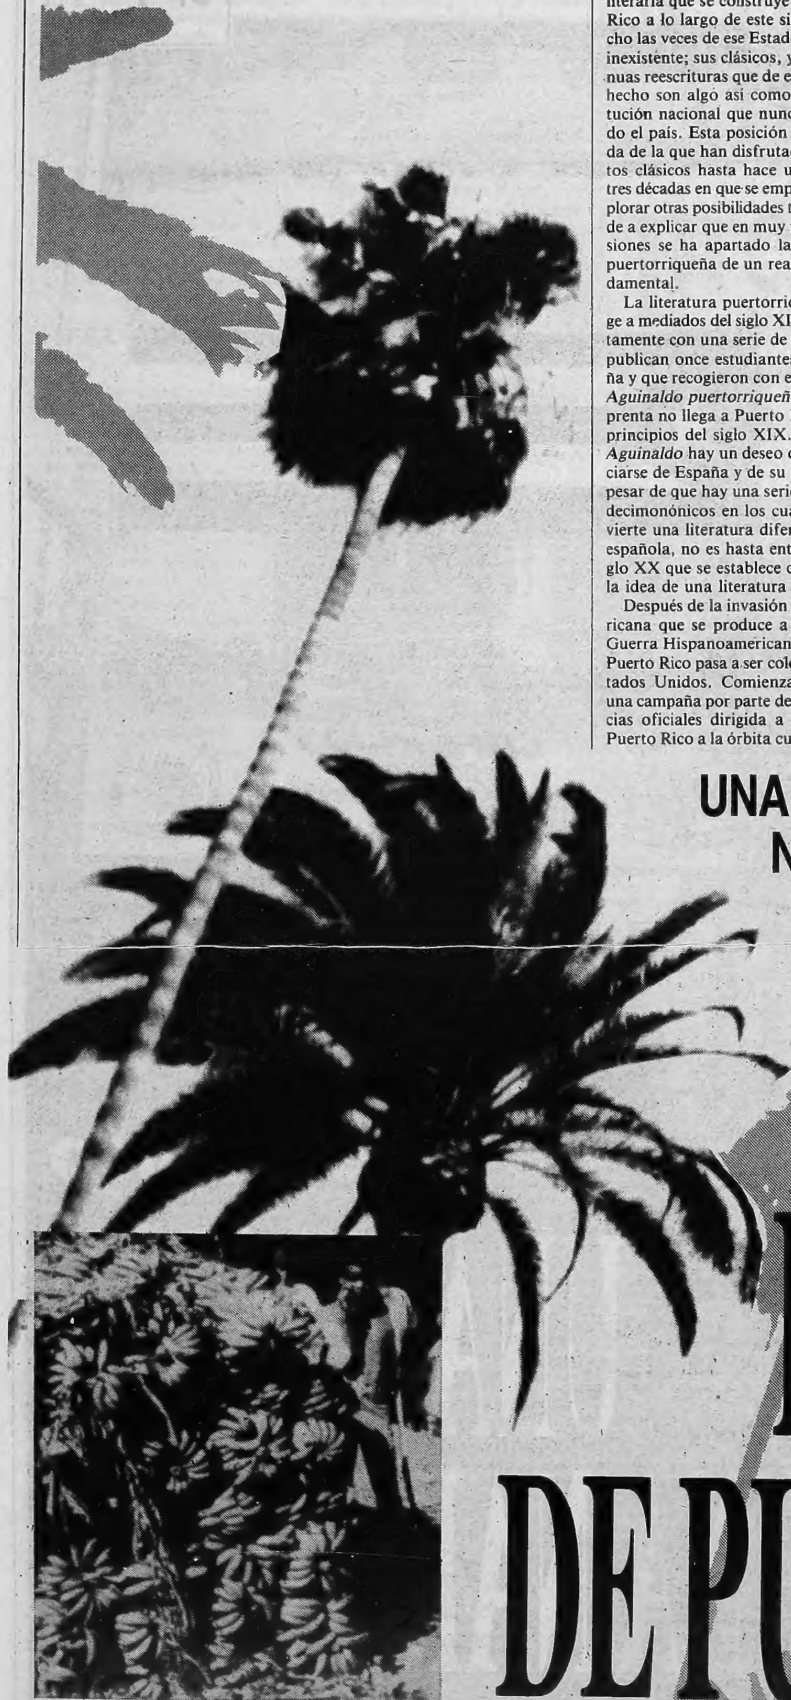 literaria que se construye
Rico a lo largo de este si
cho las veces de ese Estad
inexistente; sus clásicos, y
nuas reescrituras que de e
hecho son algo así como
tución nacional que nunc
do el país. Esta posición
da de la que han disfruta
tos clásicos hasta hace u
tres décadas en que se emp
plorar otras posibilidades t
de a explicar que en muy
siones se ha apartado la
puertorriqueña de un rea
damental.
La literatura puertorric
ge a mediados del siglo XI
tamente con una serie de
publican once estudiantes
ña y que recogieron con e
Aguinaldo puertorriqueñ
prenta no llega a Puerto
principios del siglo XIX.
Aguinaldo hay un deseo d
ciarse de España y de su
pesar de que hay una serie
decimonónicos en los cua
vierte una literatura difer
española, no es hasta ent
glo XX que se establece c
la idea de una literatura
Después de la invasión
ricana que se produce a
Guerra Hispanoamerican
Puerto Rico pasa a ser colo
tados Unidos. Comienza
una campaña por parte de
cias oficiales dirigida a
Puerto Rico a la órbita cu
UNA
N
DE PU